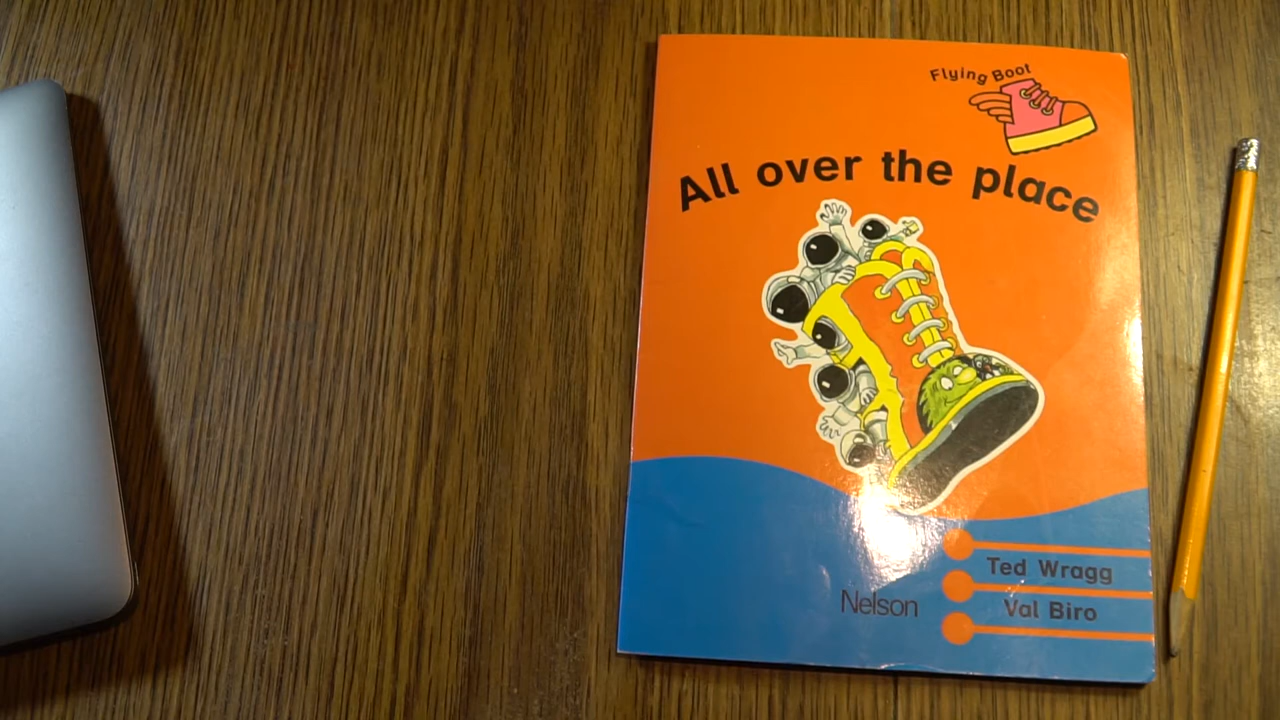 Flying Boot
All over the place
Ted Wragg
Nelson
Val Biro